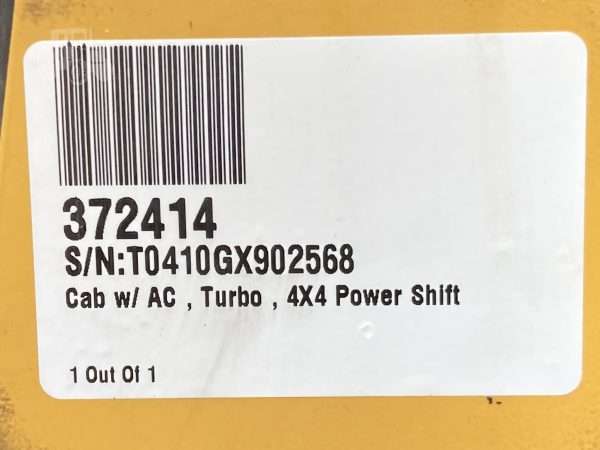 372414
S/N:T0410GX902568
Cab w/ AC , Turbo , 4X4 Power Shift
1 Out Of 1